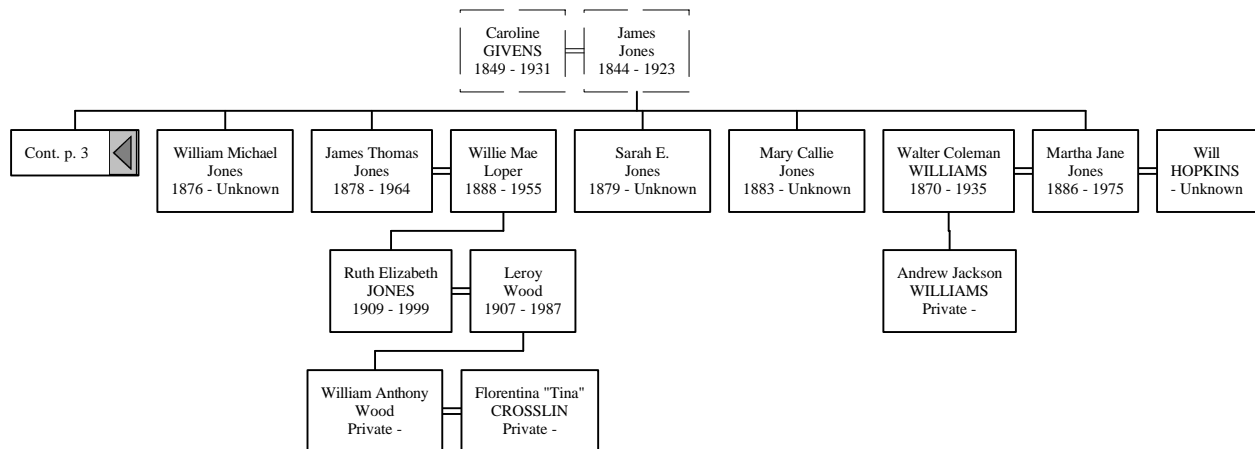 Caroline
GIVENS
1849 - 1931
James
Jones
1844 - 1923
Cont. p. 3
William Michael
Jones
1876 - Unknown
James Thomas
Jones
1878 - 1964
Willie Mae
Loper
1888 - 1955
Sarah E.
Jones
1879 - Unknown
Mary Callie
Jones
1883 - Unknown
Walter Coleman
WILLIAMS
1870 - 1935
Martha Jane
Jones
1886 - 1975
Will
HOPKINS
- Unknown
Ruth Elizabeth
JONES
1909 - 1999
Leroy
Wood
1907 - 1987
Andrew Jackson
WILLIAMS
Private -
William Anthony
Wood
Private -
Florentina "Tina"
CROSSLIN
Private -